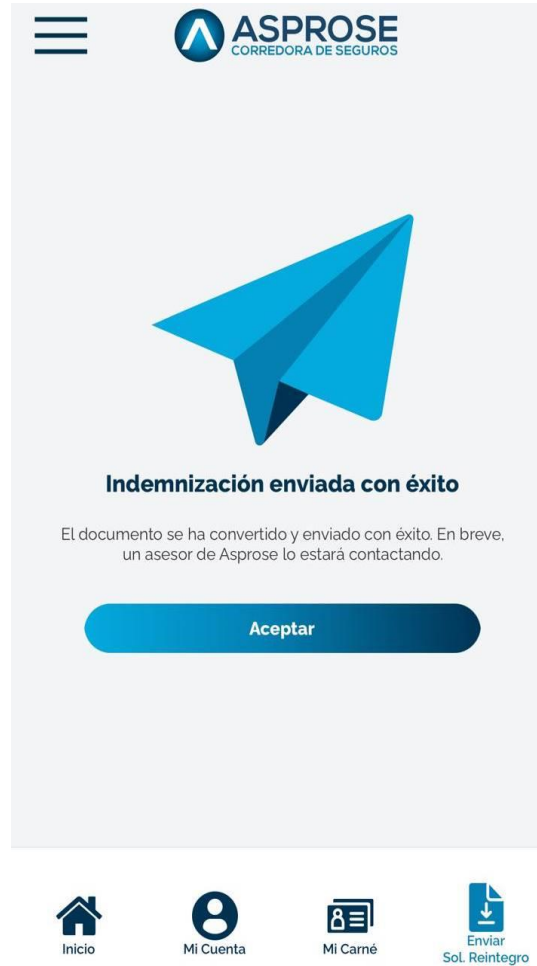 ASPROSE
CORREDORA DE SEGUROS
Indemnización enviada con éxito
El documento se ha convertido y enviado con éxito. En breve,
un asesor de Asprose lo estará contactando.
Aceptar
Inicio
Mi Cuenta
Mi Carné
Enviar
Sol. Reintegro